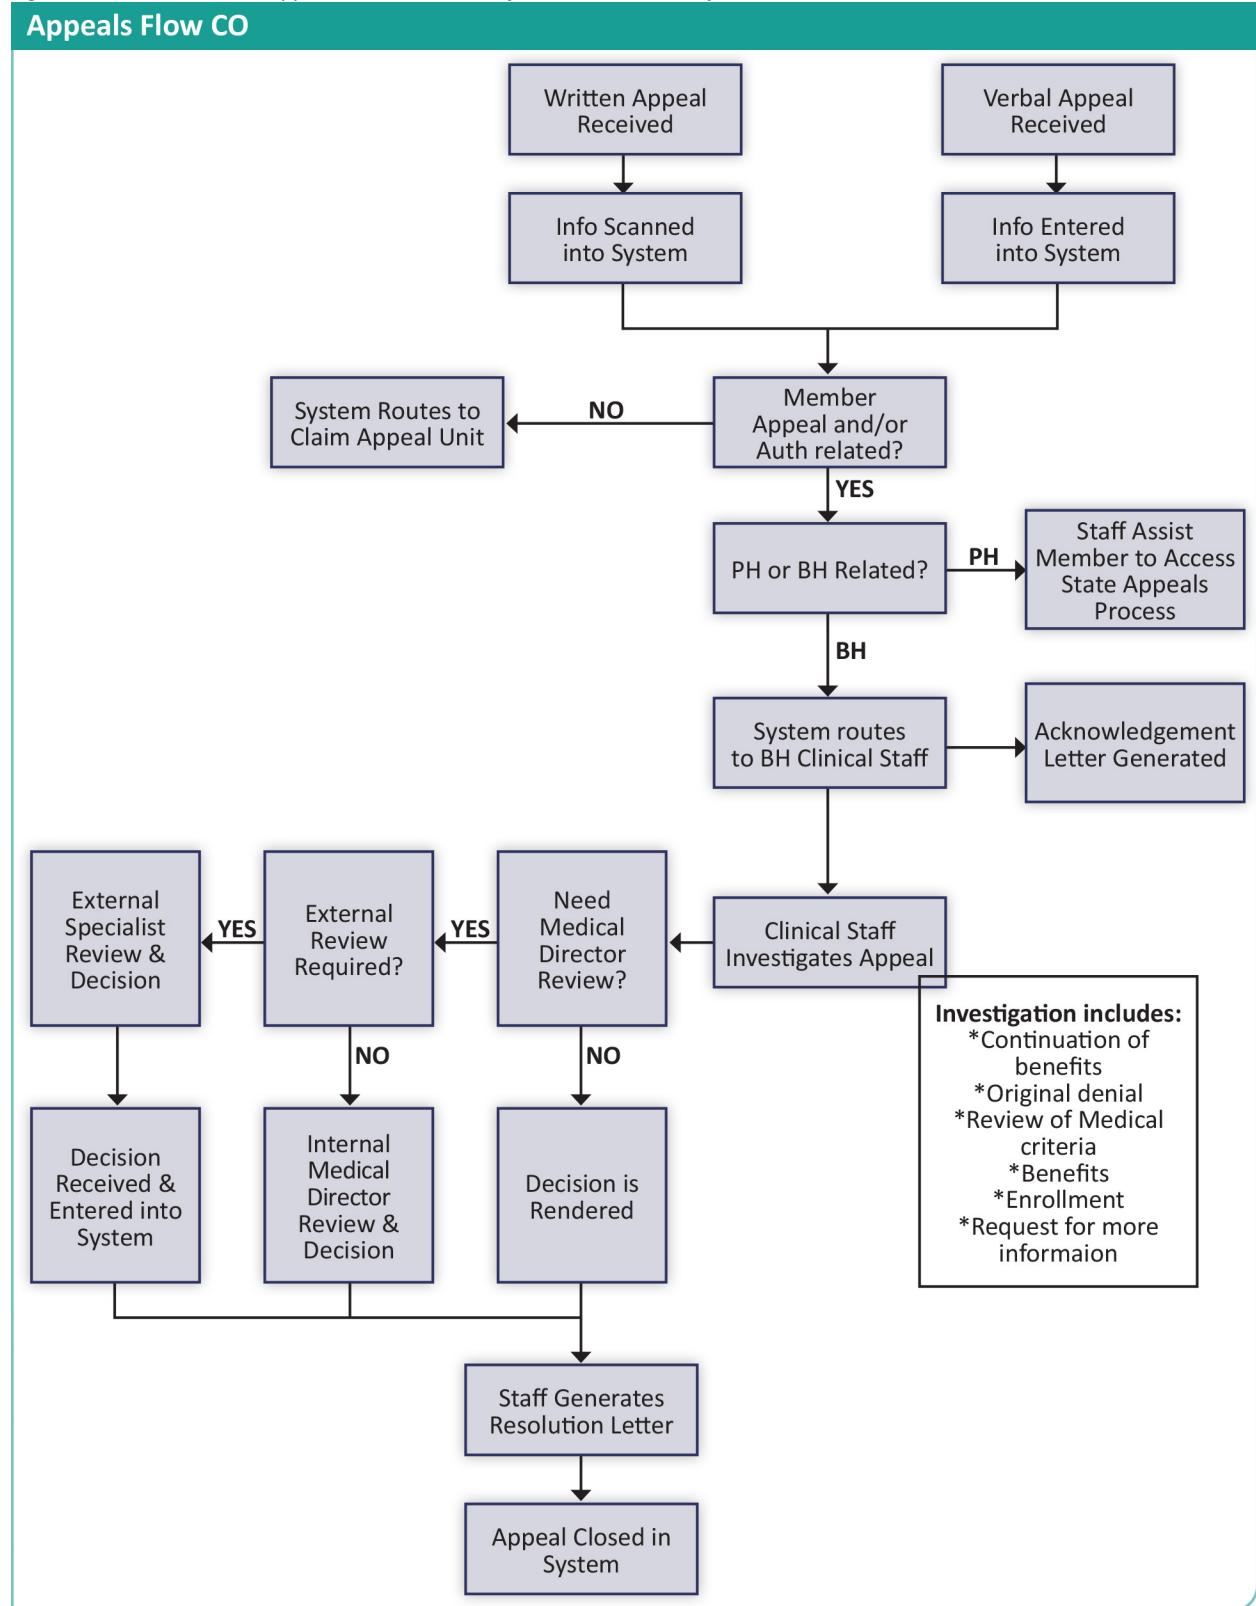 Appeals Flow CO
Written Appeal
Received
Verbal Appeal
Received
Info Scanned
into System
Info Entered
into System
System Routes to
Claim Appeal Unit
NO
Member
Appeal and/or
Auth related?
YES
PH or BH Related?
PH
Staff Assist
Member to Access
State Appeals
Process
BH
System routes
to BH Clinical Staff
Acknowledgement
Letter Generated
External
Specialist
Review &
Decision
YES
External
Review
Required?
YES
Need
Medical
Director
Review?
Clinical Staff
Investigates Appeal
Investigation includes:
*Continuation of
benefits
*Original denial
*Review of Medical
criteria
*Benefits
*Enrollment
*Request for more
informaion
NO
NO
Decision
Received &
Entered into
System
Internal
Medical
Director
Review &
Decision
Decision is
Rendered
Staff Generates
Resolution Letter
Appeal Closed in
System